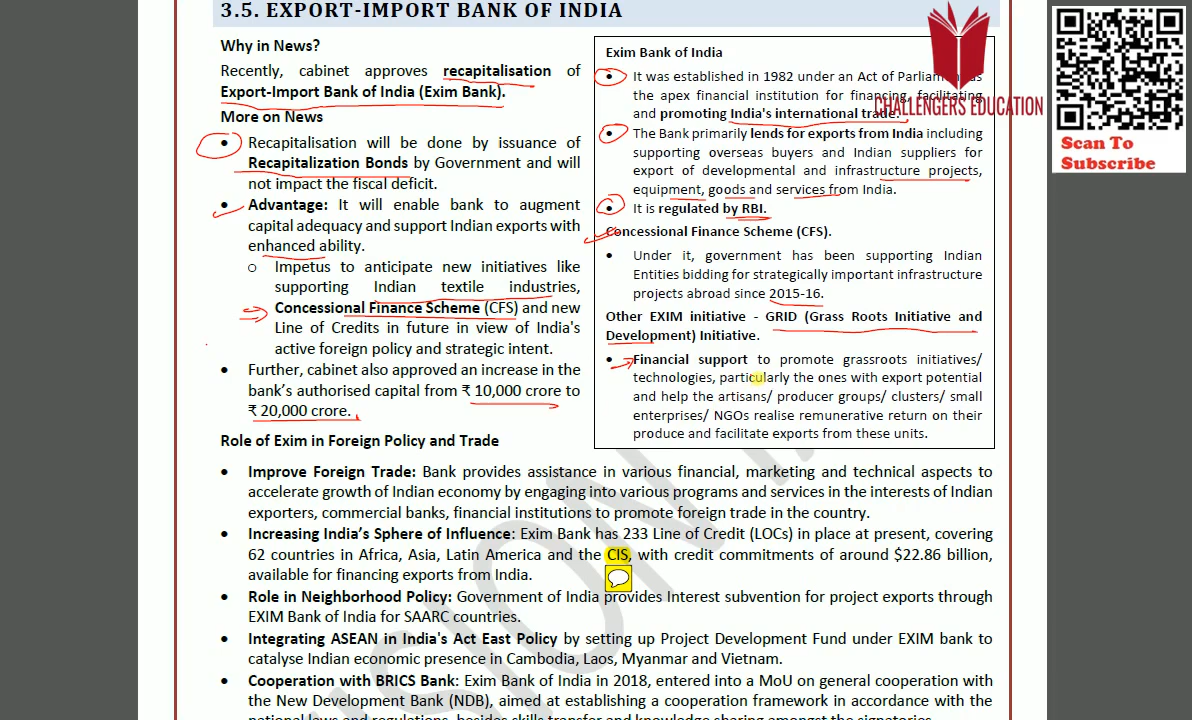 3.5. EXPORT-IMPORT BANK OF INDIA
Why in News?
Recently, cabinet approves recapitalisation of
Export-Import Bank of India (Exim Bank).
More on News
• Recapitalisation will be done by issuance of
Recapitalization Bonds by Government and will
not impact the fiscal deficit.
• Advantage: It will enable bank to augment
capital adequacy and support Indian exports with
enhanced ability.
o Impetus to anticipate new initiatives like
supporting Indian textile industries,
Concessional Finance Scheme (CFS) and new
Line of Credits in future in view of India's
active foreign policy and strategic intent.
• Further, cabinet also approved an increase in the
bank's authorised capital from ₹ 10,000 crore to
₹ 20,000 crore.
Exim Bank of India
• It was established in 1982 under an Act of Parliament as
the apex financial institution for financing, facilitating
and promoting India's international trade.
• The Bank primarily lends for exports from India including
supporting overseas buyers and Indian suppliers for
export of developmental and infrastructure projects,
equipment, goods and services from India.
• It is regulated by RBI.
Concessional Finance Scheme (CFS).
• Under it, government has been supporting Indian
Entities bidding for strategically important infrastructure
projects abroad since 2015-16.
Other EXIM initiative - GRID (Grass Roots Initiative and
Development) Initiative.
• Financial support to promote grassroots initiatives/
technologies, particularly the ones with export potential
and help the artisans/ producer groups/ clusters/ small
enterprises/ NGOs realise remunerative return on their
produce and facilitate exports from these units.
CHALLENGERS EDUCATION
Scan To
Subscribe
Role of Exim in Foreign Policy and Trade
• Improve Foreign Trade: Bank provides assistance in various financial, marketing and technical aspects to
accelerate growth of Indian economy by engaging into various programs and services in the interests of Indian
exporters, commercial banks, financial institutions to promote foreign trade in the country.
• Increasing India's Sphere of Influence: Exim Bank has 233 Line of Credit (LOCs) in place at present, covering
62 countries in Africa, Asia, Latin America and the CIS, with credit commitments of around $22.86 billion,
available for financing exports from India.
• Role in Neighborhood Policy: Government of India provides Interest subvention for project exports through
EXIM Bank of India for SAARC countries.
• Integrating ASEAN in India's Act East Policy by setting up Project Development Fund under EXIM bank to
catalyse Indian economic presence in Cambodia, Laos, Myanmar and Vietnam.
• Cooperation with BRICS Bank: Exim Bank of India in 2018, entered into a MoU on general cooperation with
the New Development Bank (NDB), aimed at establishing a cooperation framework in accordance with the
national laws and regulations, besides skills transfer and knowledge sharing amongst the signatories.